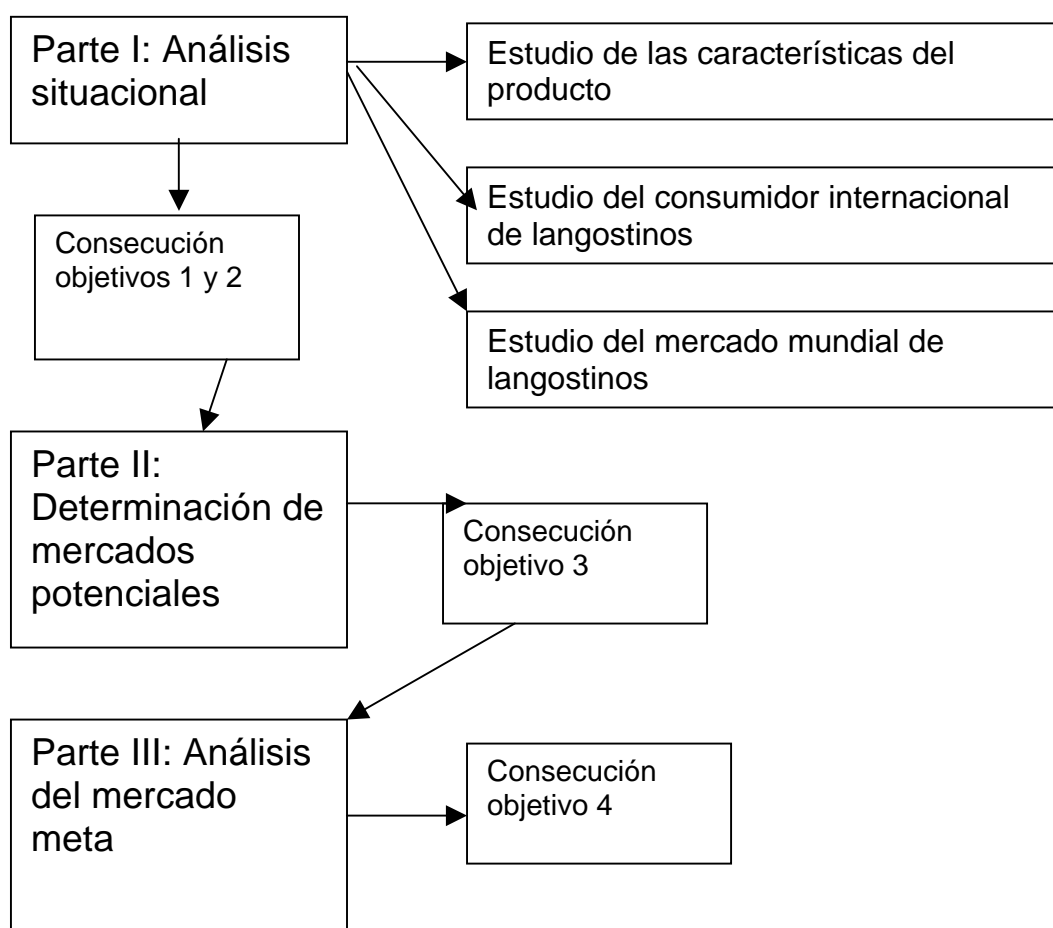 Parte I: Análisis
situacional
Estudio de las características del
producto
Estudio del consumidor internacional
de langostinos
Consecución
objetivos 1 y 2
Estudio del mercado mundial de
langostinos
Parte II:
Determinación de
mercados
potenciales
Consecución
objetivo 3
Parte III: Análisis
del mercado
meta
Consecución
objetivo 4